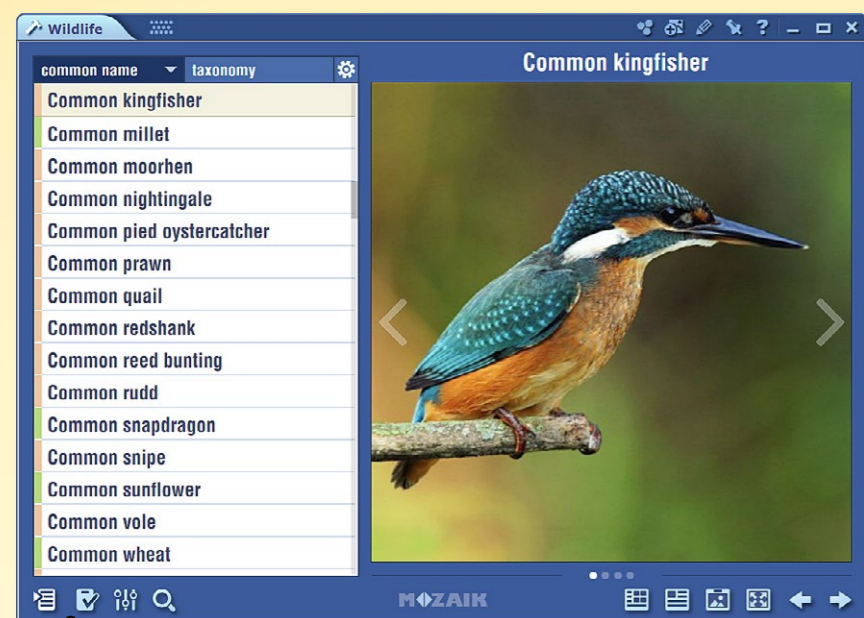 Wildlife
?
common name taxonomy
Common kingfisher
Common kingfisher
Common millet
Common moorhen
Common nightingale
Common pied oystercatcher
Common prawn
Common quail
Common redshank
Common reed bunting
Common rudd
Common snapdragon
Common snipe
Common sunflower
Common vole
Common wheat
MOZAIK